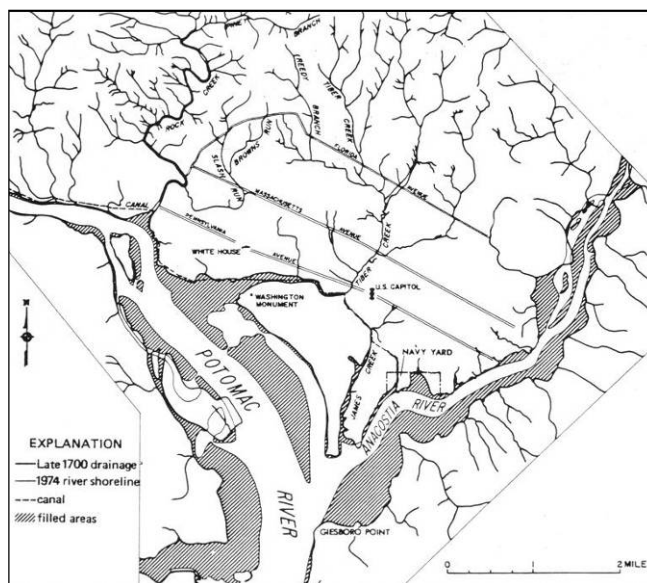 PINEY
BRANCH
ROCK
CREEK
REEDY
BRANCH
TIBER
CREEK
BROWNS RUN
SLASH RUN
FLORIDA
AVENUE
CANAL
MASSACHUSETTS
AVENUE
PENNSYLVANIA
AVENUE
WHITE HOUSE
TIBER CREEK
U.S. CAPITOL
WASHINGTON
MONUMENT
NAVY YARD
JAMES CREEK
ANACOSTIA RIVER
POTOMAC
RIVER
GIESBORO POINT
EXPLANATION
Late 1700 drainage
1974 river shoreline
canal
filled areas
0 2 MILE